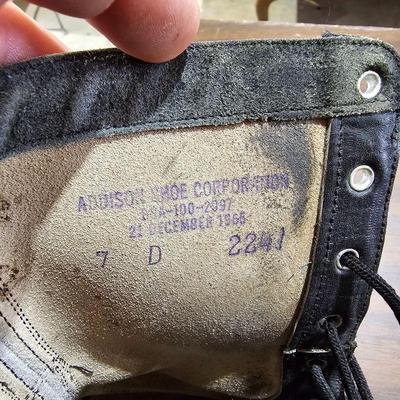 ADDISON SHOE CORPORATION
DSA-100-2097
21 DECEMBER 1966
7 D 2241